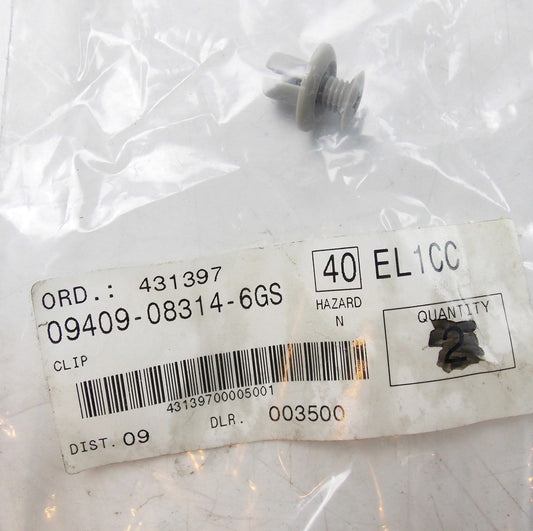 ORD.: 431397
40 EL1CC
09409-08314-6GS
HAZARD
N
QUANTITY
2
CLIP
43139700005001
DIST. 09
DLR. 003500